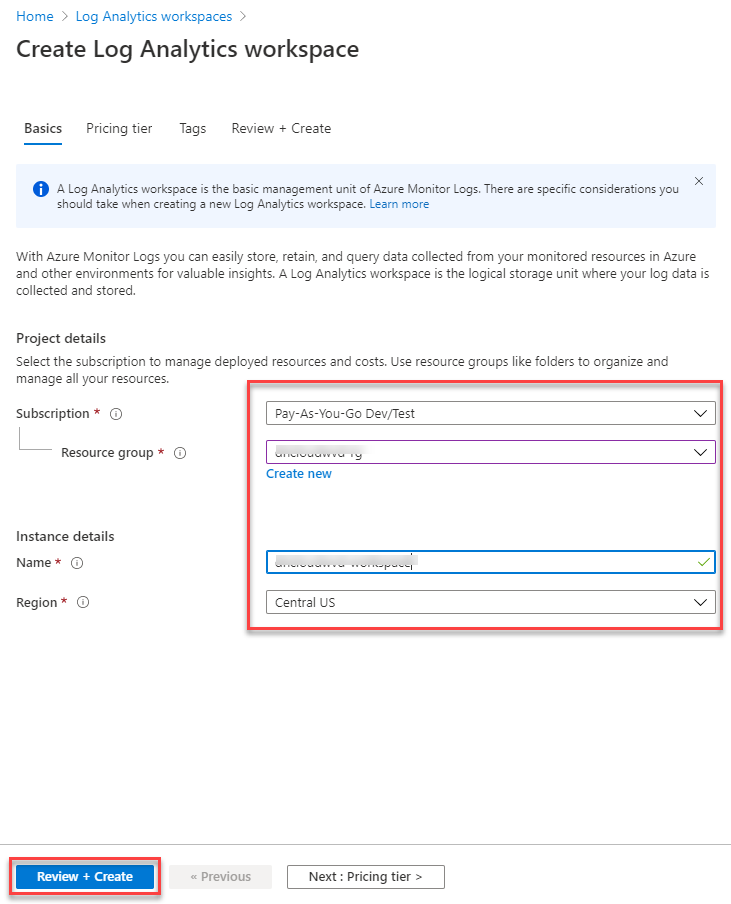 Home > Log Analytics workspaces >
Create Log Analytics workspace
Basics Pricing tier Tags Review + Create
A Log Analytics workspace is the basic management unit of Azure Monitor Logs. There are specific considerations you
should take when creating a new Log Analytics workspace. Learn more
With Azure Monitor Logs you can easily store, retain, and query data collected from your monitored resources in Azure
and other environments for valuable insights. A Log Analytics workspace is the logical storage unit where your log data is
collected and stored.
Project details
Select the subscription to manage deployed resources and costs. Use resource groups like folders to organize and
manage all your resources.
Subscription * Pay-As-You-Go Dev/Test
Resource group *
Create new
Instance details
Name *
Region * Central US
Review + Create « Previous Next : Pricing tier >